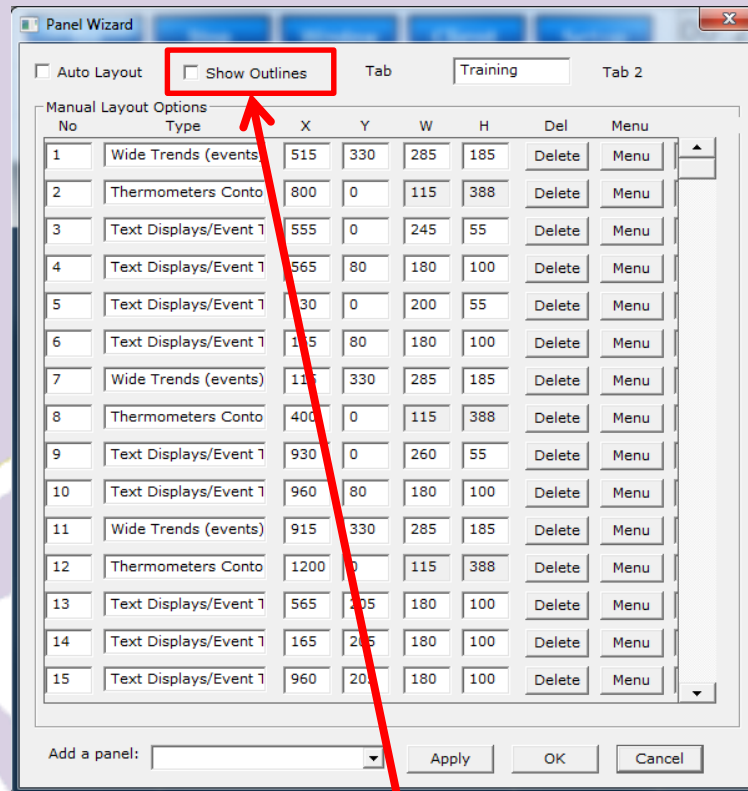 Panel Wizard
Auto Layout Show Outlines Tab Training Tab 2
Manual Layout Options
No Type X Y W H Del Menu
1 Wide Trends (events) 515 330 285 185 Delete Menu
2 Thermometers Conto 800 0 115 388 Delete Menu
3 Text Displays/Event T 555 0 245 55 Delete Menu
4 Text Displays/Event T 565 80 180 100 Delete Menu
5 Text Displays/Event T 0 200 55 Delete Menu
6 Text Displays/Event T 165 80 180 100 Delete Menu
7 Wide Trends (events) 115 330 285 185 Delete Menu
8 Thermometers Conto 400 0 115 388 Delete Menu
9 Text Displays/Event T 930 0 260 55 Delete Menu
10 Text Displays/Event T 960 80 180 100 Delete Menu
11 Wide Trends (events) 915 330 285 185 Delete Menu
12 Thermometers Conto 1200 0 115 388 Delete Menu
13 Text Displays/Event T 565 205 180 100 Delete Menu
14 Text Displays/Event T 165 205 180 100 Delete Menu
15 Text Displays/Event T 960 205 180 100 Delete Menu
Add a panel: Apply OK Cancel